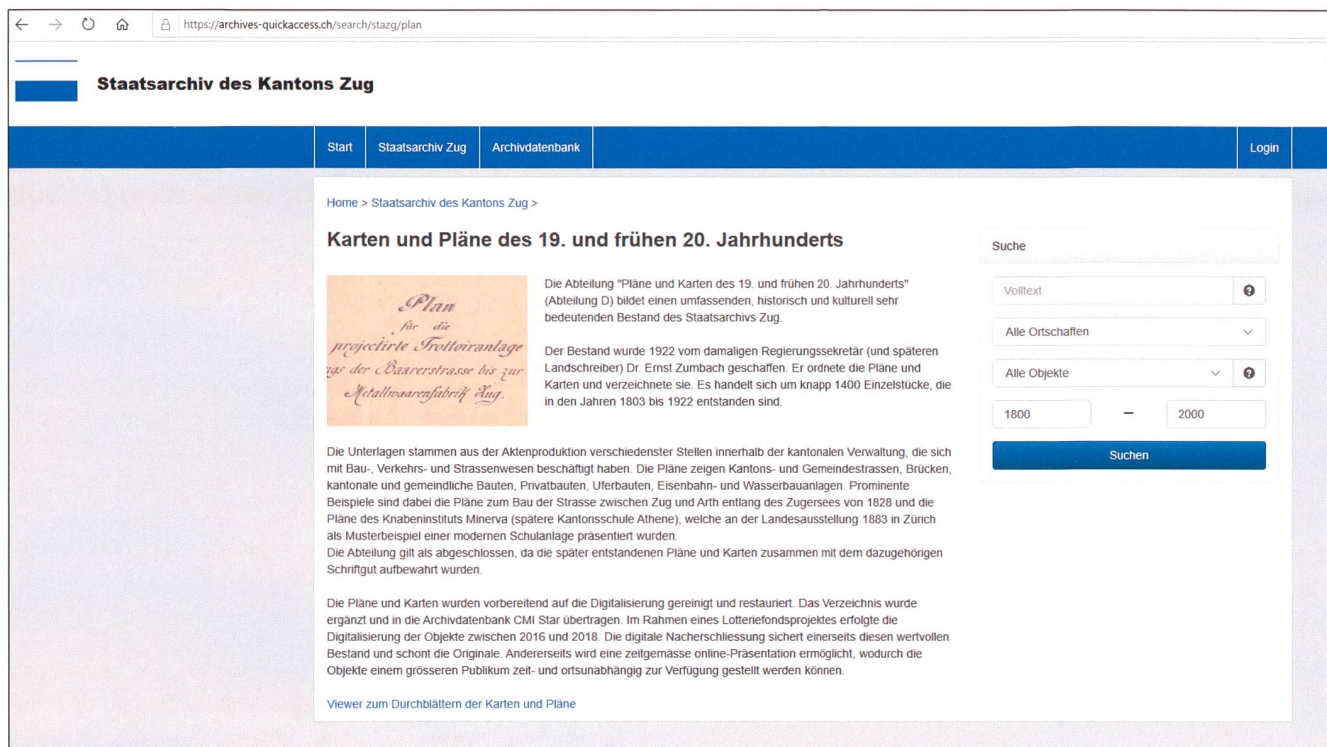 https://archives-quickaccess.ch/search/stazg/plan
Staatsarchiv des Kantons Zug
Start
Staatsarchiv Zug
Archivdatenbank
Login
Home > Staatsarchiv des Kantons Zug >
Karten und Pläne des 19. und frühen 20. Jahrhunderts
Plan
für die
projectirte Trottoiranlage
ngs der Baarerstrasse bis zur
Metallwaarenfabrik Zug.
Die Abteilung "Pläne und Karten des 19. und frühen 20. Jahrhunderts"
(Abteilung D) bildet einen umfassenden, historisch und kulturell sehr
bedeutenden Bestand des Staatsarchivs Zug.
Der Bestand wurde 1922 vom damaligen Regierungssekretär (und späteren
Landschreiber) Dr. Ernst Zumbach geschaffen. Er ordnete die Pläne und
Karten und verzeichnete sie. Es handelt sich um knapp 1400 Einzelstücke, die
in den Jahren 1803 bis 1922 entstanden sind.
Die Unterlagen stammen aus der Aktenproduktion verschiedenster Stellen innerhalb der kantonalen Verwaltung, die sich
mit Bau-, Verkehrs- und Strassenwesen beschäftigt haben. Die Pläne zeigen Kantons- und Gemeindestrassen, Brücken,
kantonale und gemeindliche Bauten, Privatbauten, Uferbauten, Eisenbahn- und Wasserbauanlagen. Prominente
Beispiele sind dabei die Pläne zum Bau der Strasse zwischen Zug und Arth entlang des Zugersees von 1828 und die
Pläne des Knabeninstituts Minerva (spätere Kantonsschule Athene), welche an der Landesausstellung 1883 in Zürich
als Musterbeispiel einer modernen Schulanlage präsentiert wurden.
Die Abteilung gilt als abgeschlossen, da die später entstandenen Pläne und Karten zusammen mit dem dazugehörigen
Schriftgut aufbewahrt wurden.
Die Pläne und Karten wurden vorbereitend auf die Digitalisierung gereinigt und restauriert. Das Verzeichnis wurde
ergänzt und in die Archivdatenbank CMI Star übertragen. Im Rahmen eines Lotteriefondsprojektes erfolgte die
Digitalisierung der Objekte zwischen 2016 und 2018. Die digitale Nacherschliessung sichert einerseits diesen wertvollen
Bestand und schont die Originale. Andererseits wird eine zeitgemässe online-Präsentation ermöglicht, wodurch die
Objekte einem grösseren Publikum zeit- und ortsunabhängig zur Verfügung gestellt werden können.
Viewer zum Durchblättern der Karten und Pläne
Suche
Volltext
Alle Ortschaften
Alle Objekte
1800 – 2000
Suchen